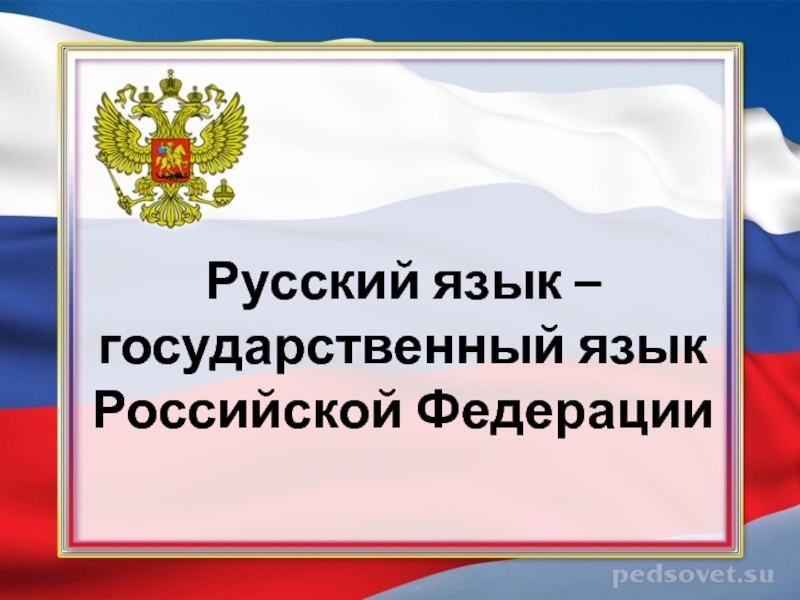 Русский язык –
государственный язык
Российской Федерации
pedsovet.su